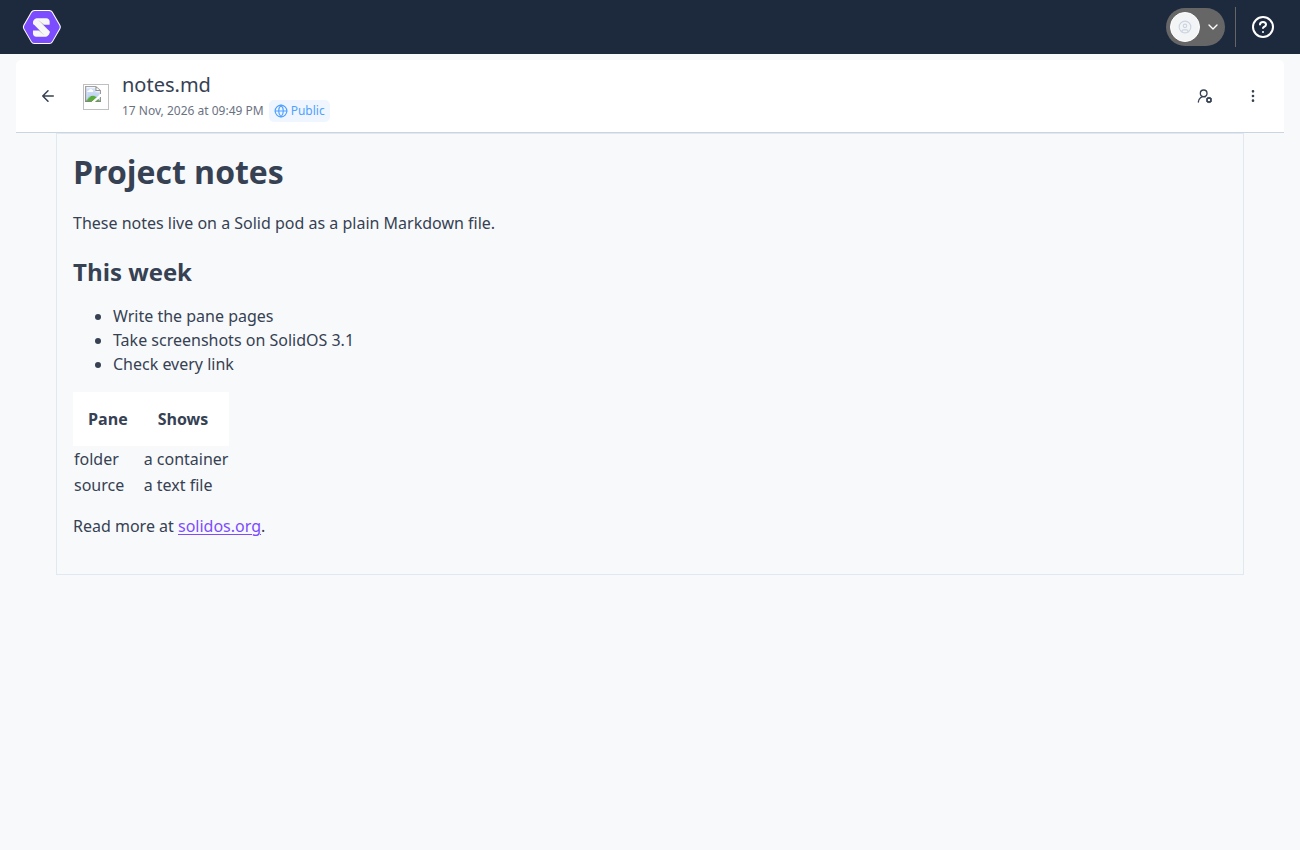 notes.md
17 Nov, 2026 at 09:49 PM Public
Project notes
These notes live on a Solid pod as a plain Markdown file.
This week
Write the pane pages
Take screenshots on SolidOS 3.1
Check every link
Pane Shows
folder a container
source a text file
Read more at solidos.org.